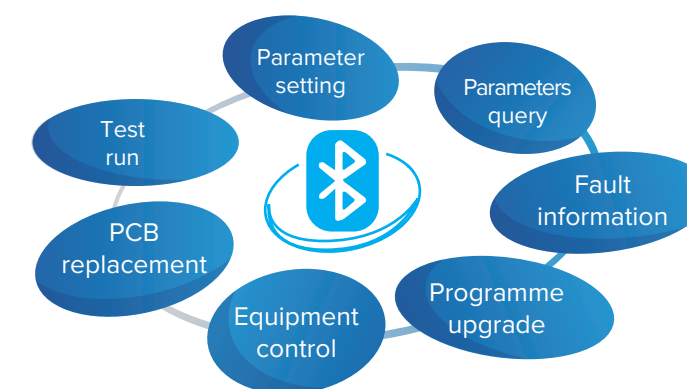 Parameter
setting
Parameters
query
Fault
information
Programme
upgrade
Equipment
control
PCB
replacement
Test
run